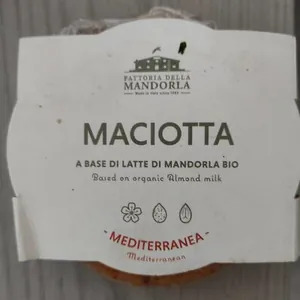 FATTORIA DELLA
MANDORLA
MACIOTTA
A BASE DI LATTE DI MANDORLA BIO
Based on organic Almond milk
- MEDITERRANEA -
Mediterranean